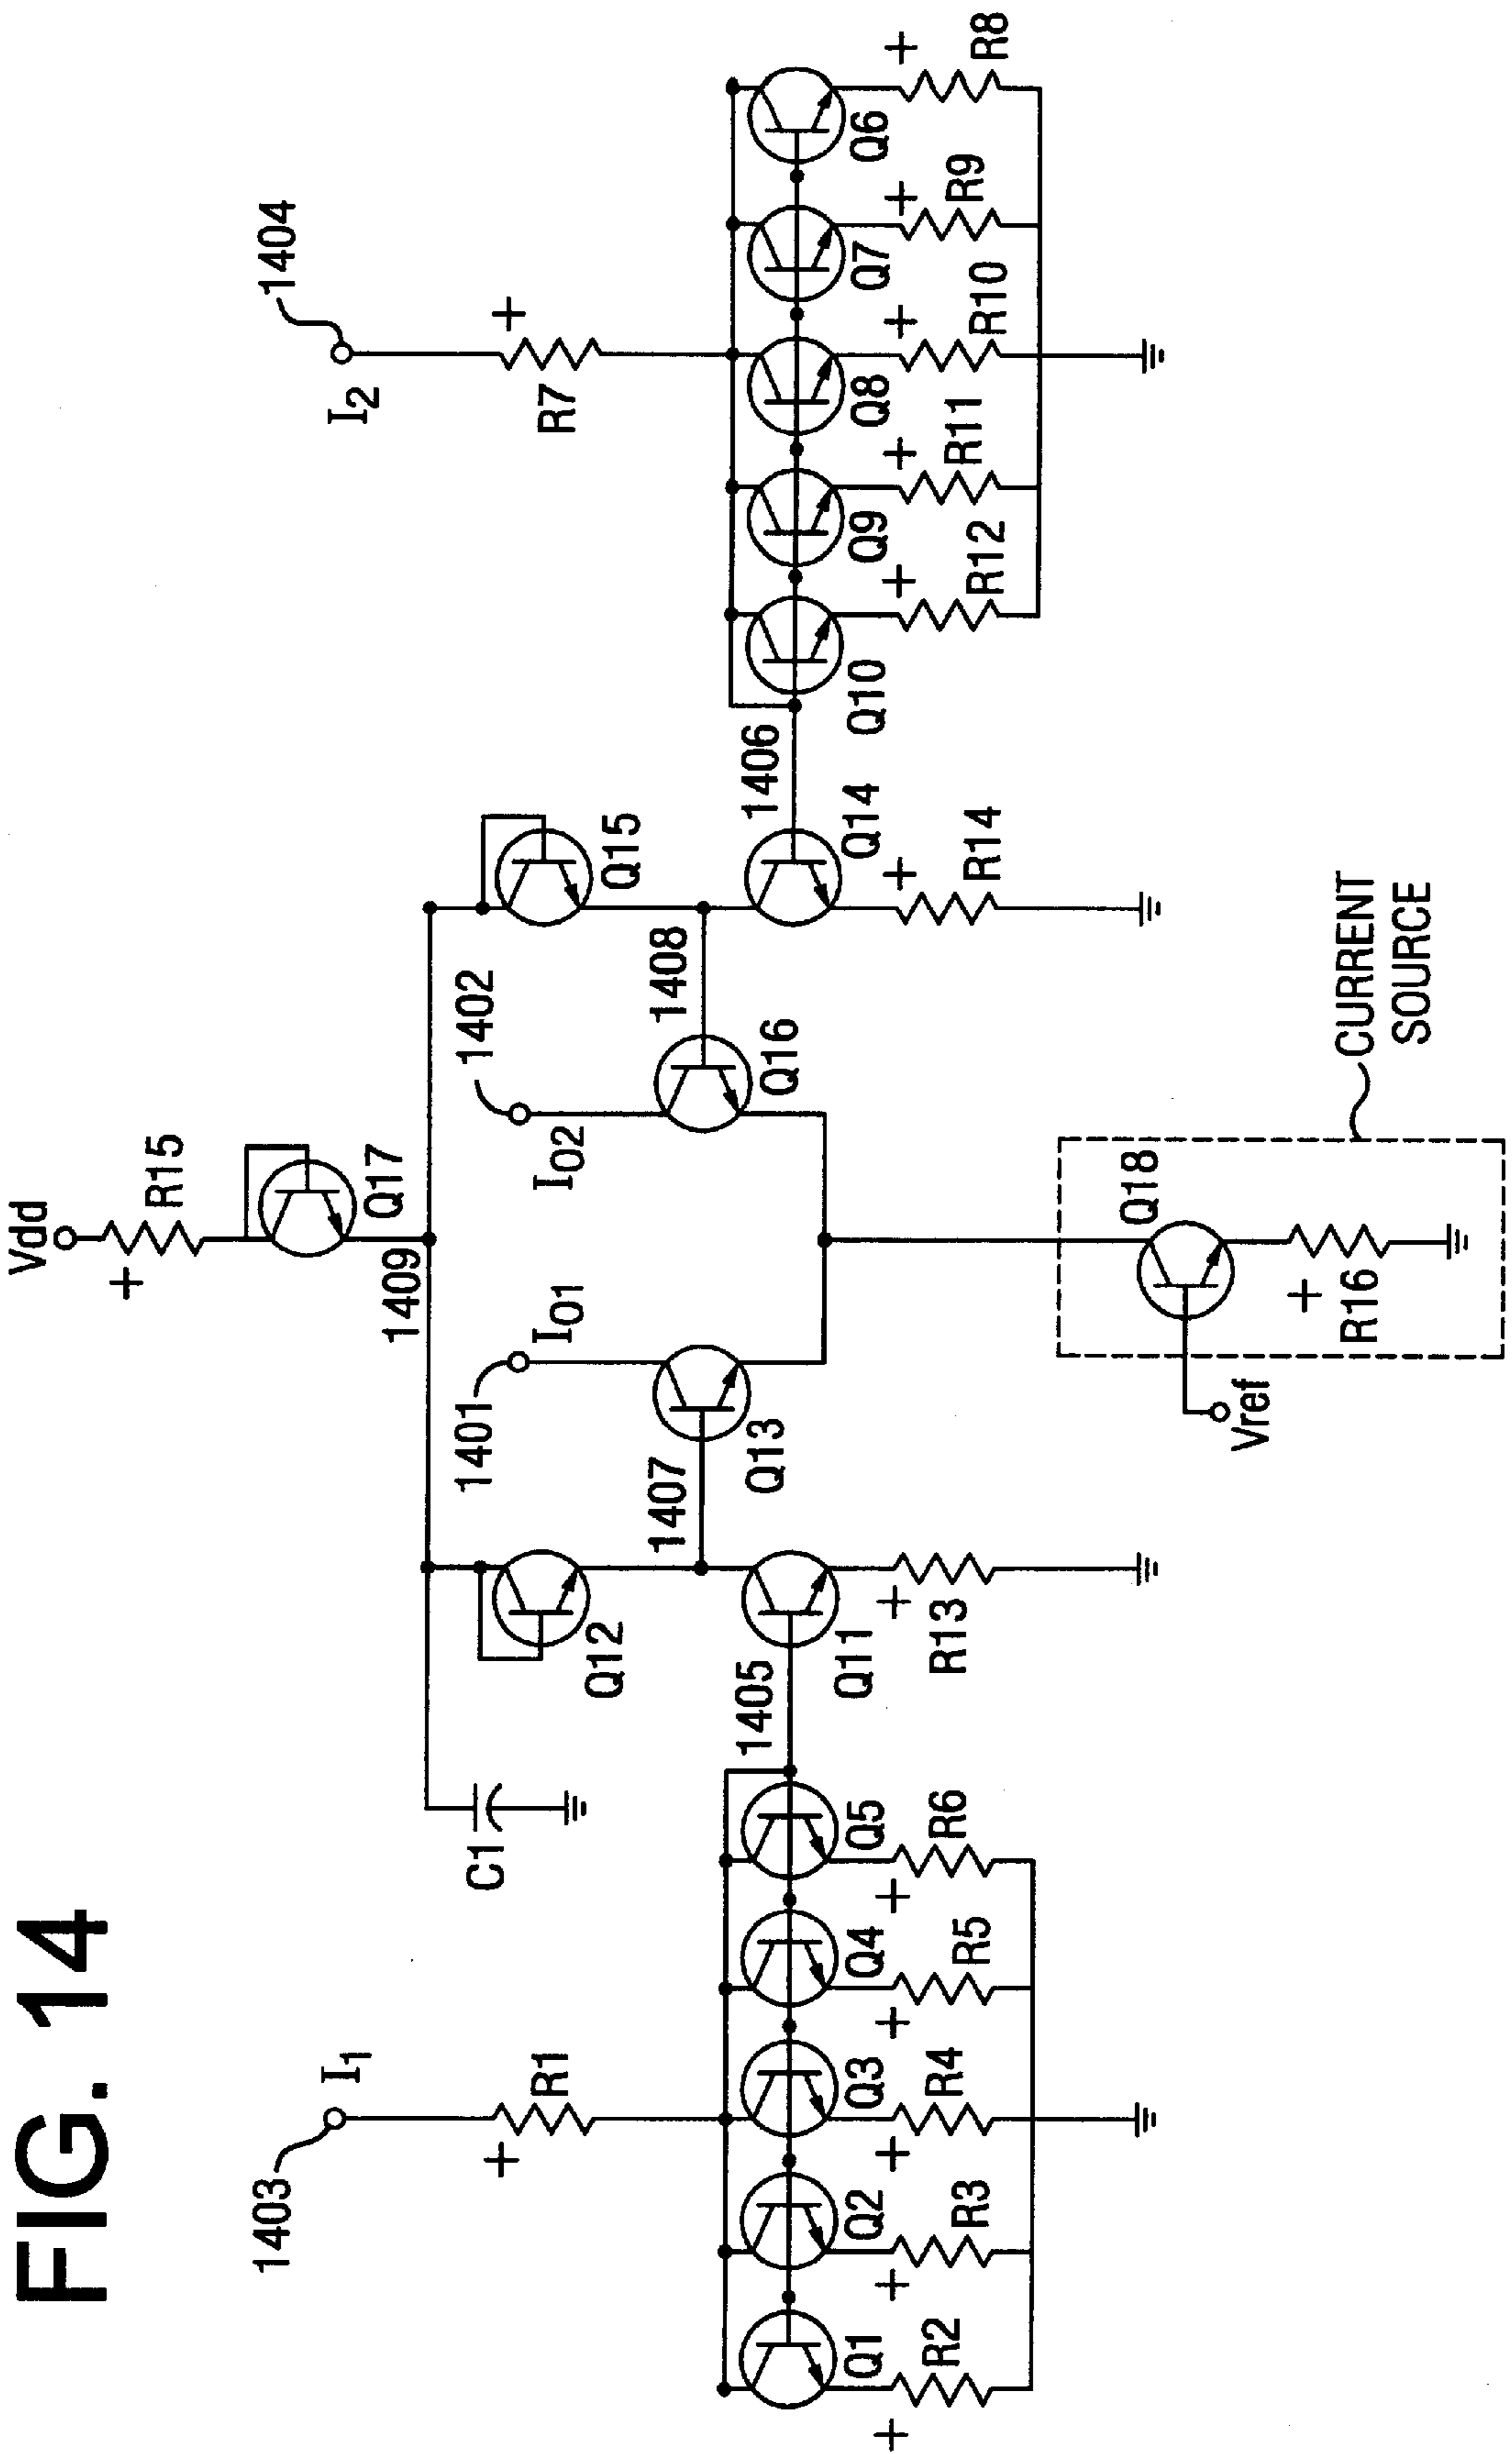 FIG. 14
Vdd
R15
+
Q17
1409
1403
I1
+
R1
C1
Q12
1401
IO1
1402
IO2
Q15
1404
I2
+
R7
1407
Q13
1408
Q16
1405
1406
Q1
Q2
Q3
Q4
Q5
Q11
Q14
Q10
Q9
Q8
Q7
Q6
+
R2
+
R3
+
R4
+
R5
+
R6
+
R13
+
R14
+
R12
+
R11
+
R10
+
R9
+
R8
Vref
Q18
+
R16
CURRENT
SOURCE